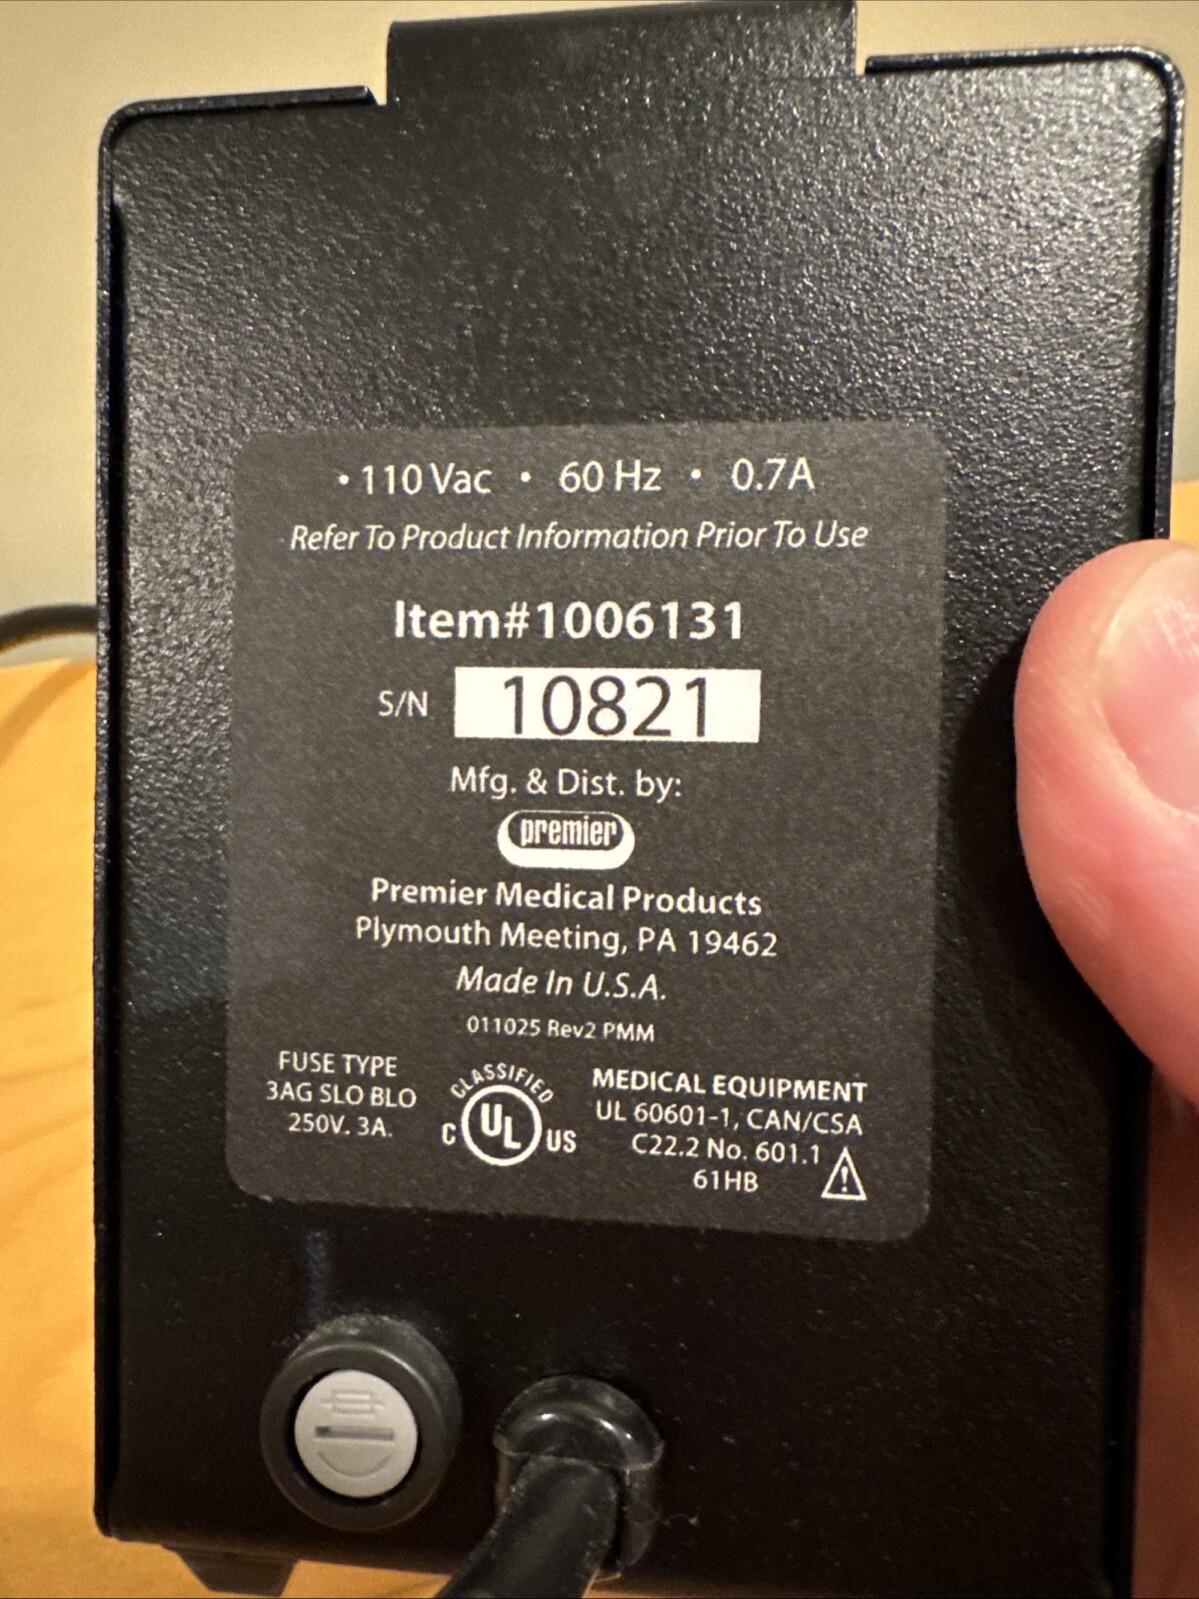 • 110 Vac • 60 Hz • 0.7A
Refer To Product Information Prior To Use
Item#1006131
S/N 10821
Mfg. & Dist. by:
premier
Premier Medical Products
Plymouth Meeting, PA 19462
Made In U.S.A.
011025 Rev2 PMM
FUSE TYPE
3AG SLO BLO
250V. 3A.
CLASSIFIED
C UL US
MEDICAL EQUIPMENT
UL 60601-1, CAN/CSA
C22.2 No. 601.1
61HB